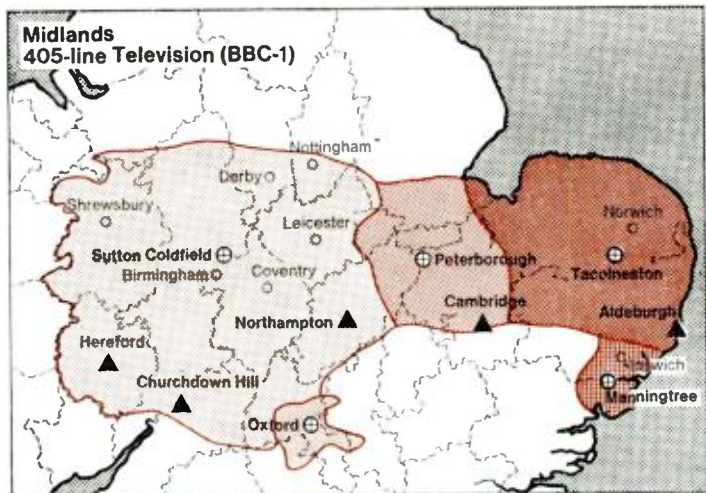 Midlands
405-line Television (BBC-1)
Nottingham
Derby
Shrewsbury
Leicester
Norwich
Sutton Coldfield
Peterborough
Tacolneston
Birmingham
Coventry
Northampton
Cambridge
Aldeburgh
Hereford
Ipswich
Churchdown Hill
Manningtree
Oxford